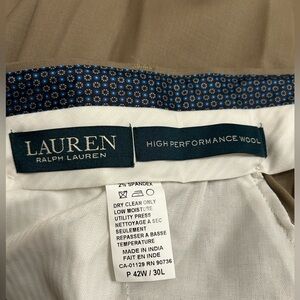 LAUREN
RALPH LAUREN
HIGH PERFORMANCE WOOL
2% SPANDEX
DRY CLEAN ONLY
LOW MOISTURE
UTILITY PRESS
NETTOYAGE A SEC
SEULEMENT
REPASSER A BASSE
TEMPERATURE
MADE IN INDIA
FAIT EN INDE
CA-01129 RN 90736
P 42W / 30L